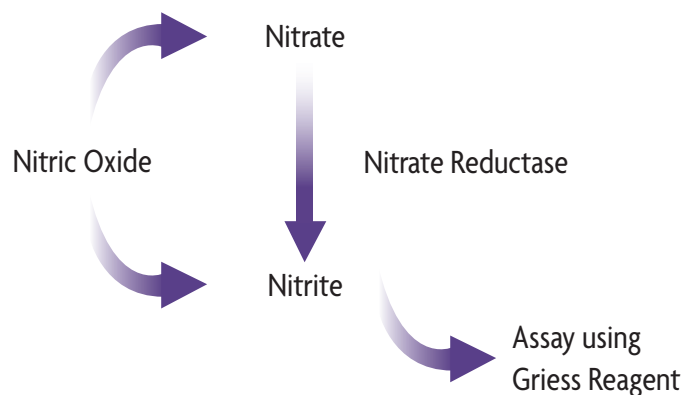 Nitrate
Nitric Oxide
Nitrate Reductase
Nitrite
Assay using
Griess Reagent